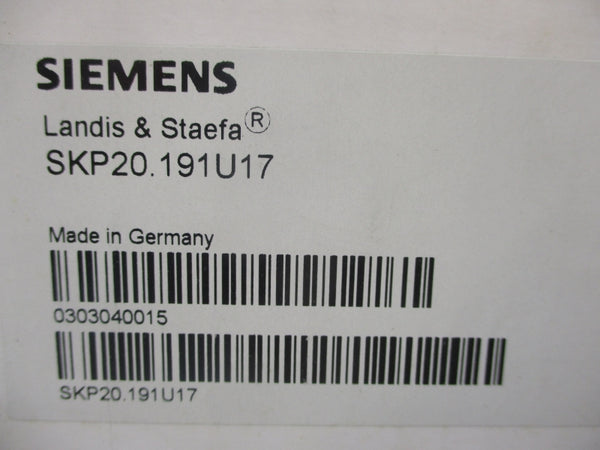 SIEMENS
Landis & Staefa®
SKP20.191U17
Made in Germany
0303040015
SKP20.191U17